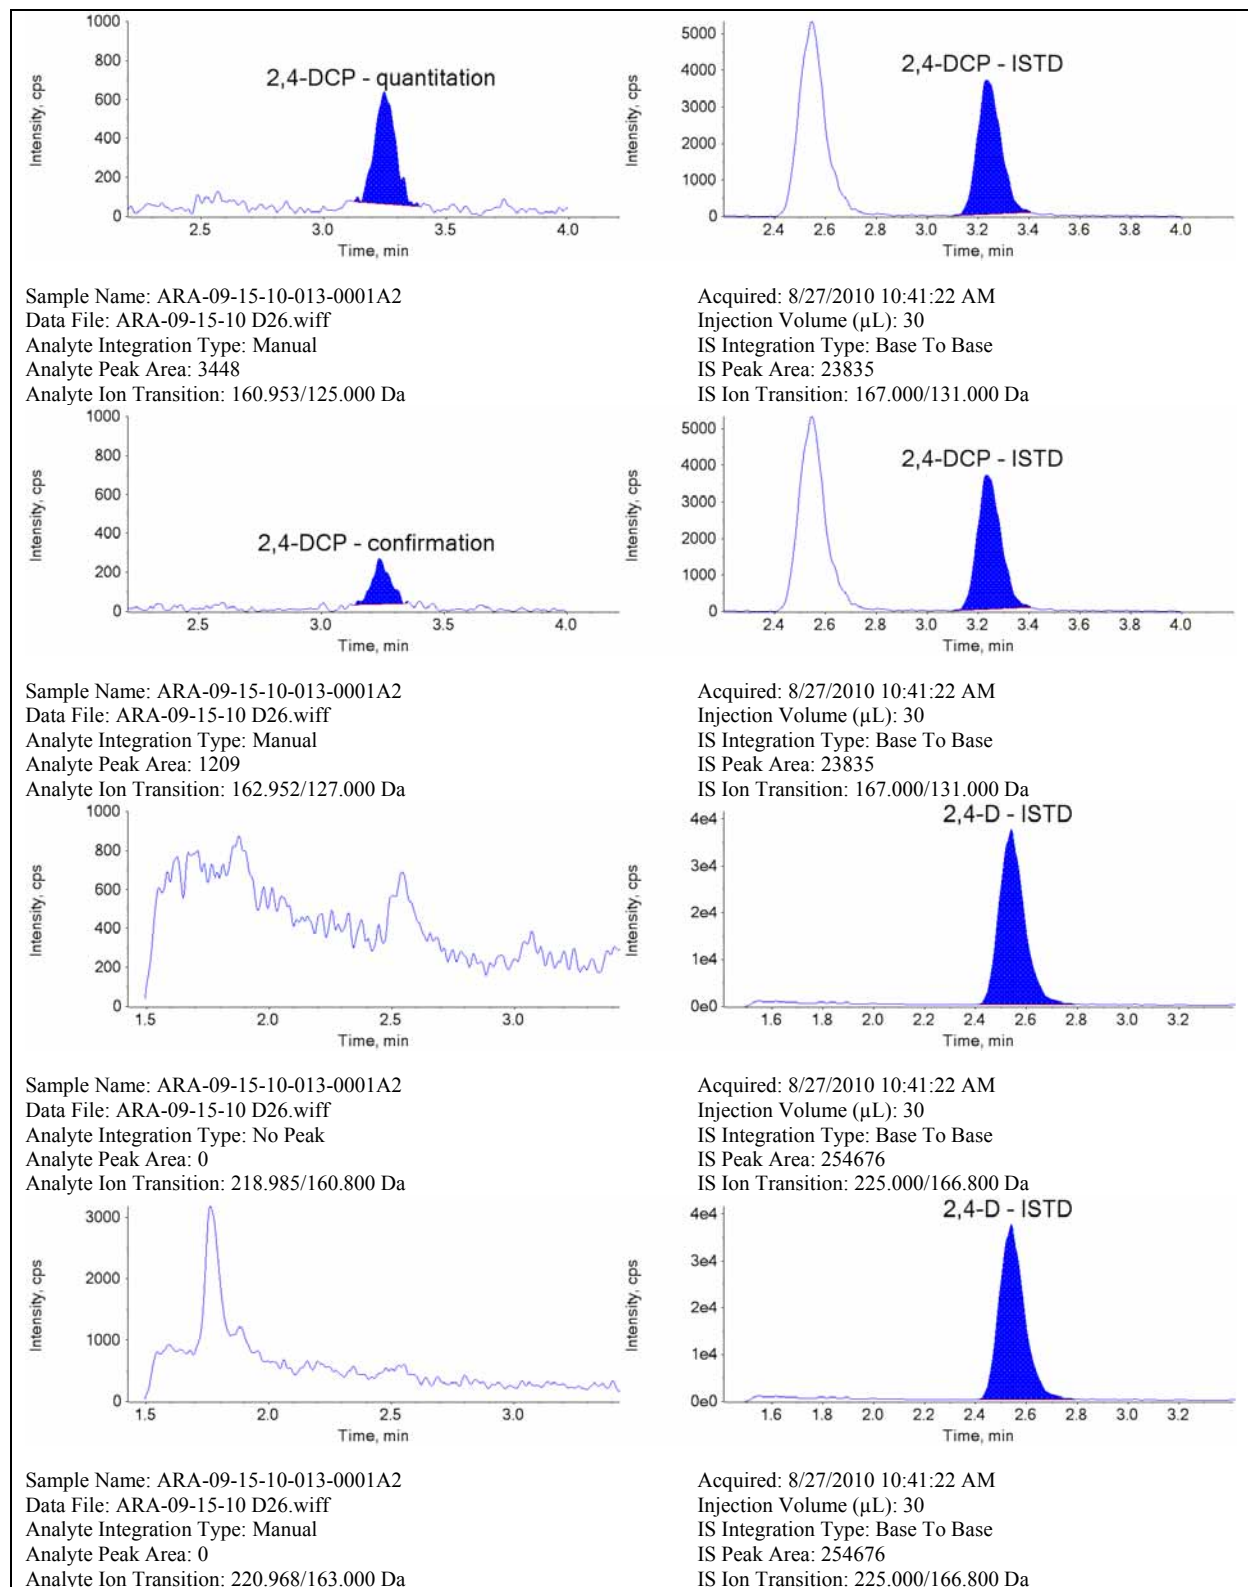 1000
800
600
400
200
0
Intensity, cps
2,4-DCP - quantitation
2.5 3.0 3.5 4.0
Time, min
5000
4000
3000
2000
1000
0
Intensity, cps
2,4-DCP - ISTD
2.4 2.6 2.8 3.0 3.2 3.4 3.6 3.8 4.0
Time, min
Sample Name: ARA-09-15-10-013-0001A2
Data File: ARA-09-15-10 D26.wiff
Analyte Integration Type: Manual
Analyte Peak Area: 3448
Analyte Ion Transition: 160.953/125.000 Da
Acquired: 8/27/2010 10:41:22 AM
Injection Volume (µL): 30
IS Integration Type: Base To Base
IS Peak Area: 23835
IS Ion Transition: 167.000/131.000 Da
1000
800
600
400
200
0
Intensity, cps
2,4-DCP - confirmation
2.5 3.0 3.5 4.0
Time, min
5000
4000
3000
2000
1000
0
Intensity, cps
2,4-DCP - ISTD
2.4 2.6 2.8 3.0 3.2 3.4 3.6 3.8 4.0
Time, min
Sample Name: ARA-09-15-10-013-0001A2
Data File: ARA-09-15-10 D26.wiff
Analyte Integration Type: Manual
Analyte Peak Area: 1209
Analyte Ion Transition: 162.952/127.000 Da
Acquired: 8/27/2010 10:41:22 AM
Injection Volume (µL): 30
IS Integration Type: Base To Base
IS Peak Area: 23835
IS Ion Transition: 167.000/131.000 Da
1000
800
600
400
200
0
Intensity, cps
1.5 2.0 2.5 3.0
Time, min
4e4
3e4
2e4
1e4
0e0
Intensity, cps
2,4-D - ISTD
1.6 1.8 2.0 2.2 2.4 2.6 2.8 3.0 3.2
Time, min
Sample Name: ARA-09-15-10-013-0001A2
Data File: ARA-09-15-10 D26.wiff
Analyte Integration Type: No Peak
Analyte Peak Area: 0
Analyte Ion Transition: 218.985/160.800 Da
Acquired: 8/27/2010 10:41:22 AM
Injection Volume (µL): 30
IS Integration Type: Base To Base
IS Peak Area: 254676
IS Ion Transition: 225.000/166.800 Da
3000
2000
1000
0
Intensity, cps
1.5 2.0 2.5 3.0
Time, min
4e4
3e4
2e4
1e4
0e0
Intensity, cps
2,4-D - ISTD
1.6 1.8 2.0 2.2 2.4 2.6 2.8 3.0 3.2
Time, min
Sample Name: ARA-09-15-10-013-0001A2
Data File: ARA-09-15-10 D26.wiff
Analyte Integration Type: Manual
Analyte Peak Area: 0
Analyte Ion Transition: 220.968/163.000 Da
Acquired: 8/27/2010 10:41:22 AM
Injection Volume (µL): 30
IS Integration Type: Base To Base
IS Peak Area: 254676
IS Ion Transition: 225.000/166.800 Da